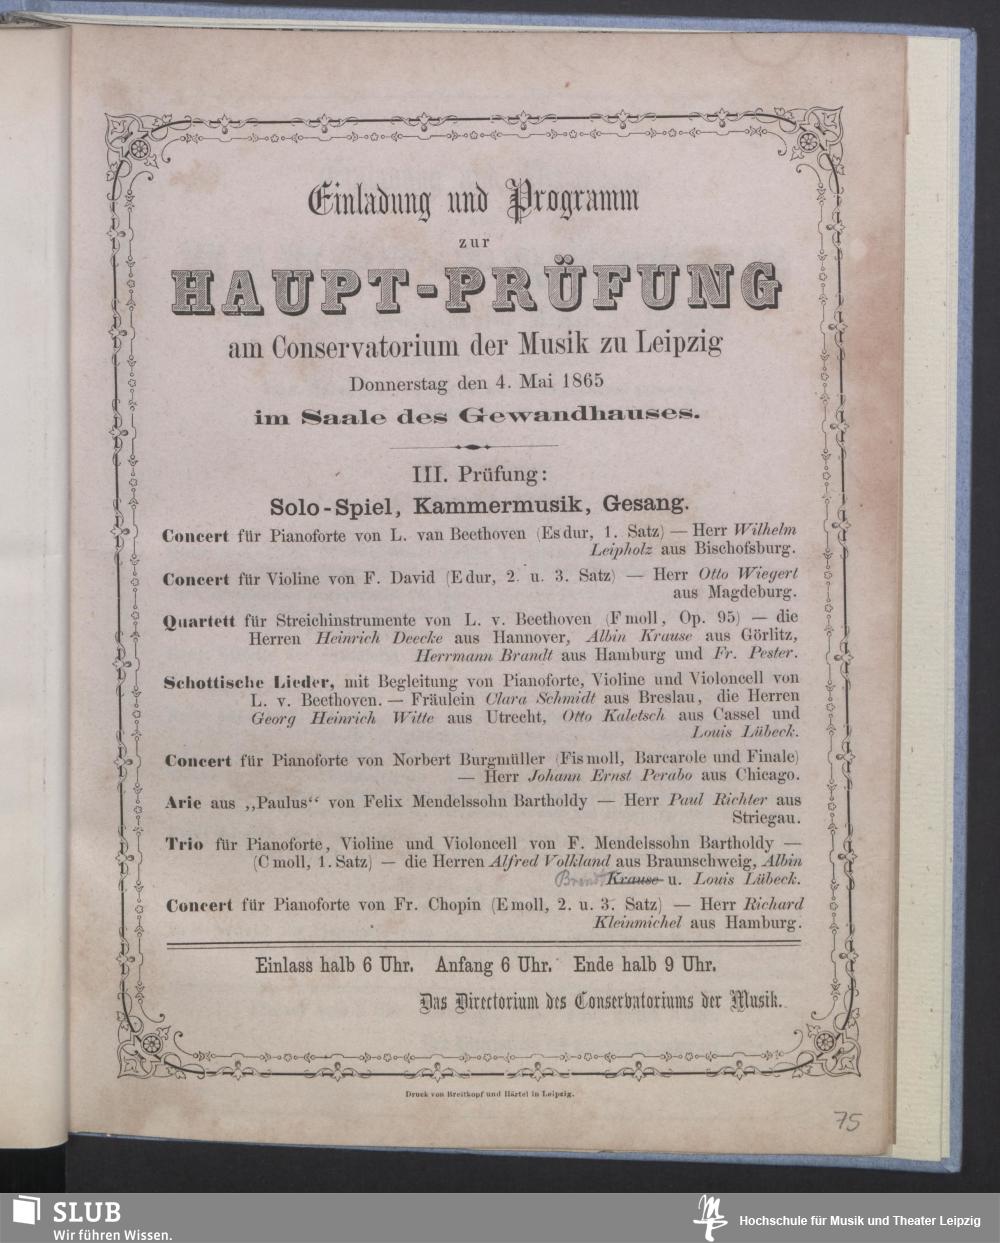 Einladung und Programm
zur
HAUPT-PRÜFUNG
am Conservatorium der Musik zu Leipzig
Donnerstag den 4. Mai 1865
im Saale des Gewandhauses.
III. Prüfung:
Solo-Spiel, Kammermusik, Gesang.
Concert für Pianoforte von L. van Beethoven (Es dur, 1. Satz) — Herr Wilhelm
Leipholz aus Bischofsburg.
Concert für Violine von F. David (E dur, 2. u. 3. Satz) — Herr Otto Wiegert
aus Magdeburg.
Quartett für Streichinstrumente von L. v. Beethoven (F moll, Op. 95) — die
Herren Heinrich Deecke aus Hannover, Albin Krause aus Görlitz,
Herrmann Brandt aus Hamburg und Fr. Pester.
Schottische Lieder, mit Begleitung von Pianoforte, Violine und Violoncell von
L. v. Beethoven. — Fräulein Clara Schmidt aus Breslau, die Herren
Georg Heinrich Witte aus Utrecht, Otto Kaletsch aus Cassel und
Louis Lübeck.
Concert für Pianoforte von Norbert Burgmüller (Fis moll, Barcarole und Finale)
— Herr Johann Ernst Perabo aus Chicago.
Arie aus „Paulus“ von Felix Mendelssohn Bartholdy — Herr Paul Richter aus
Striegau.
Trio für Pianoforte, Violine und Violoncell von F. Mendelssohn Bartholdy —
(C moll, 1. Satz) — die Herren Alfred Volkland aus Braunschweig, Albin
Krause u. Louis Lübeck.
Concert für Pianoforte von Fr. Chopin (E moll, 2. u. 3. Satz) — Herr Richard
Kleinmichel aus Hamburg.
Einlass halb 6 Uhr. Anfang 6 Uhr. Ende halb 9 Uhr.
Das Directorium des Conservatoriums der Musik.
Druck von Breitkopf und Härtel in Leipzig.
75
SLUB
Wir führen Wissen.
Hochschule für Musik und Theater Leipzig